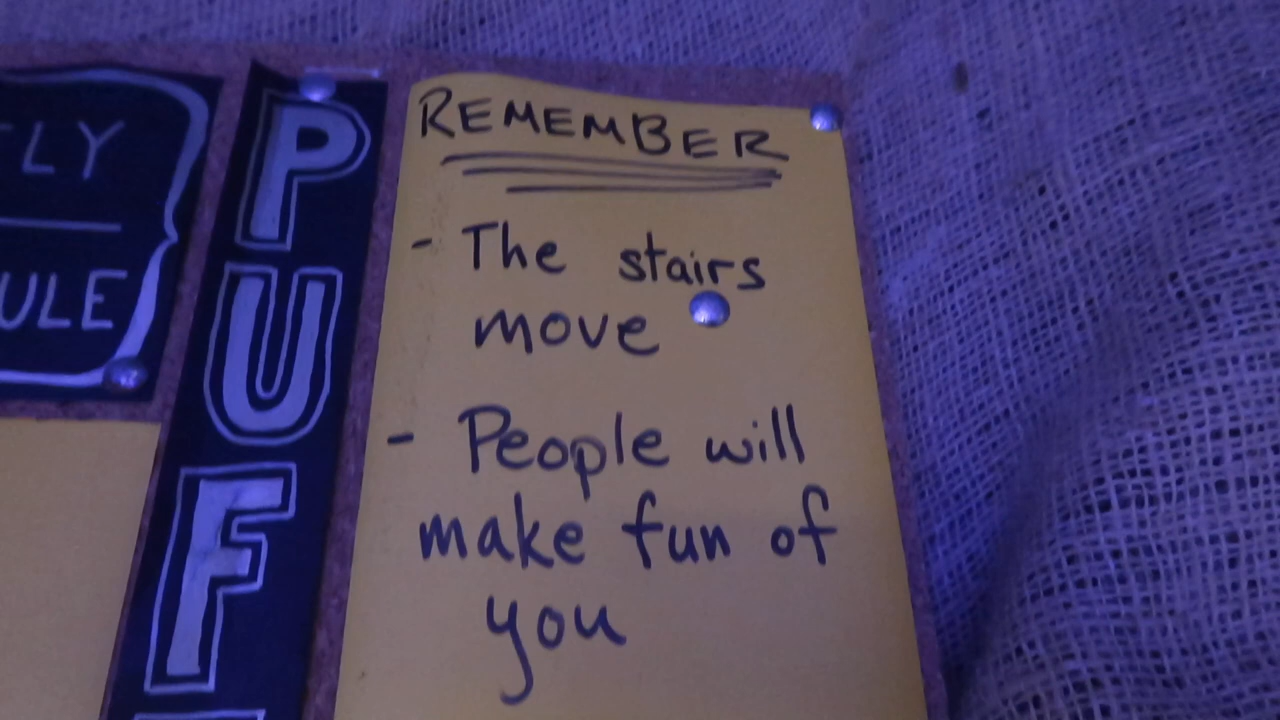 LY
ULE
PUF
REMEMBER
- The stairs
move
- People will
make fun of
you